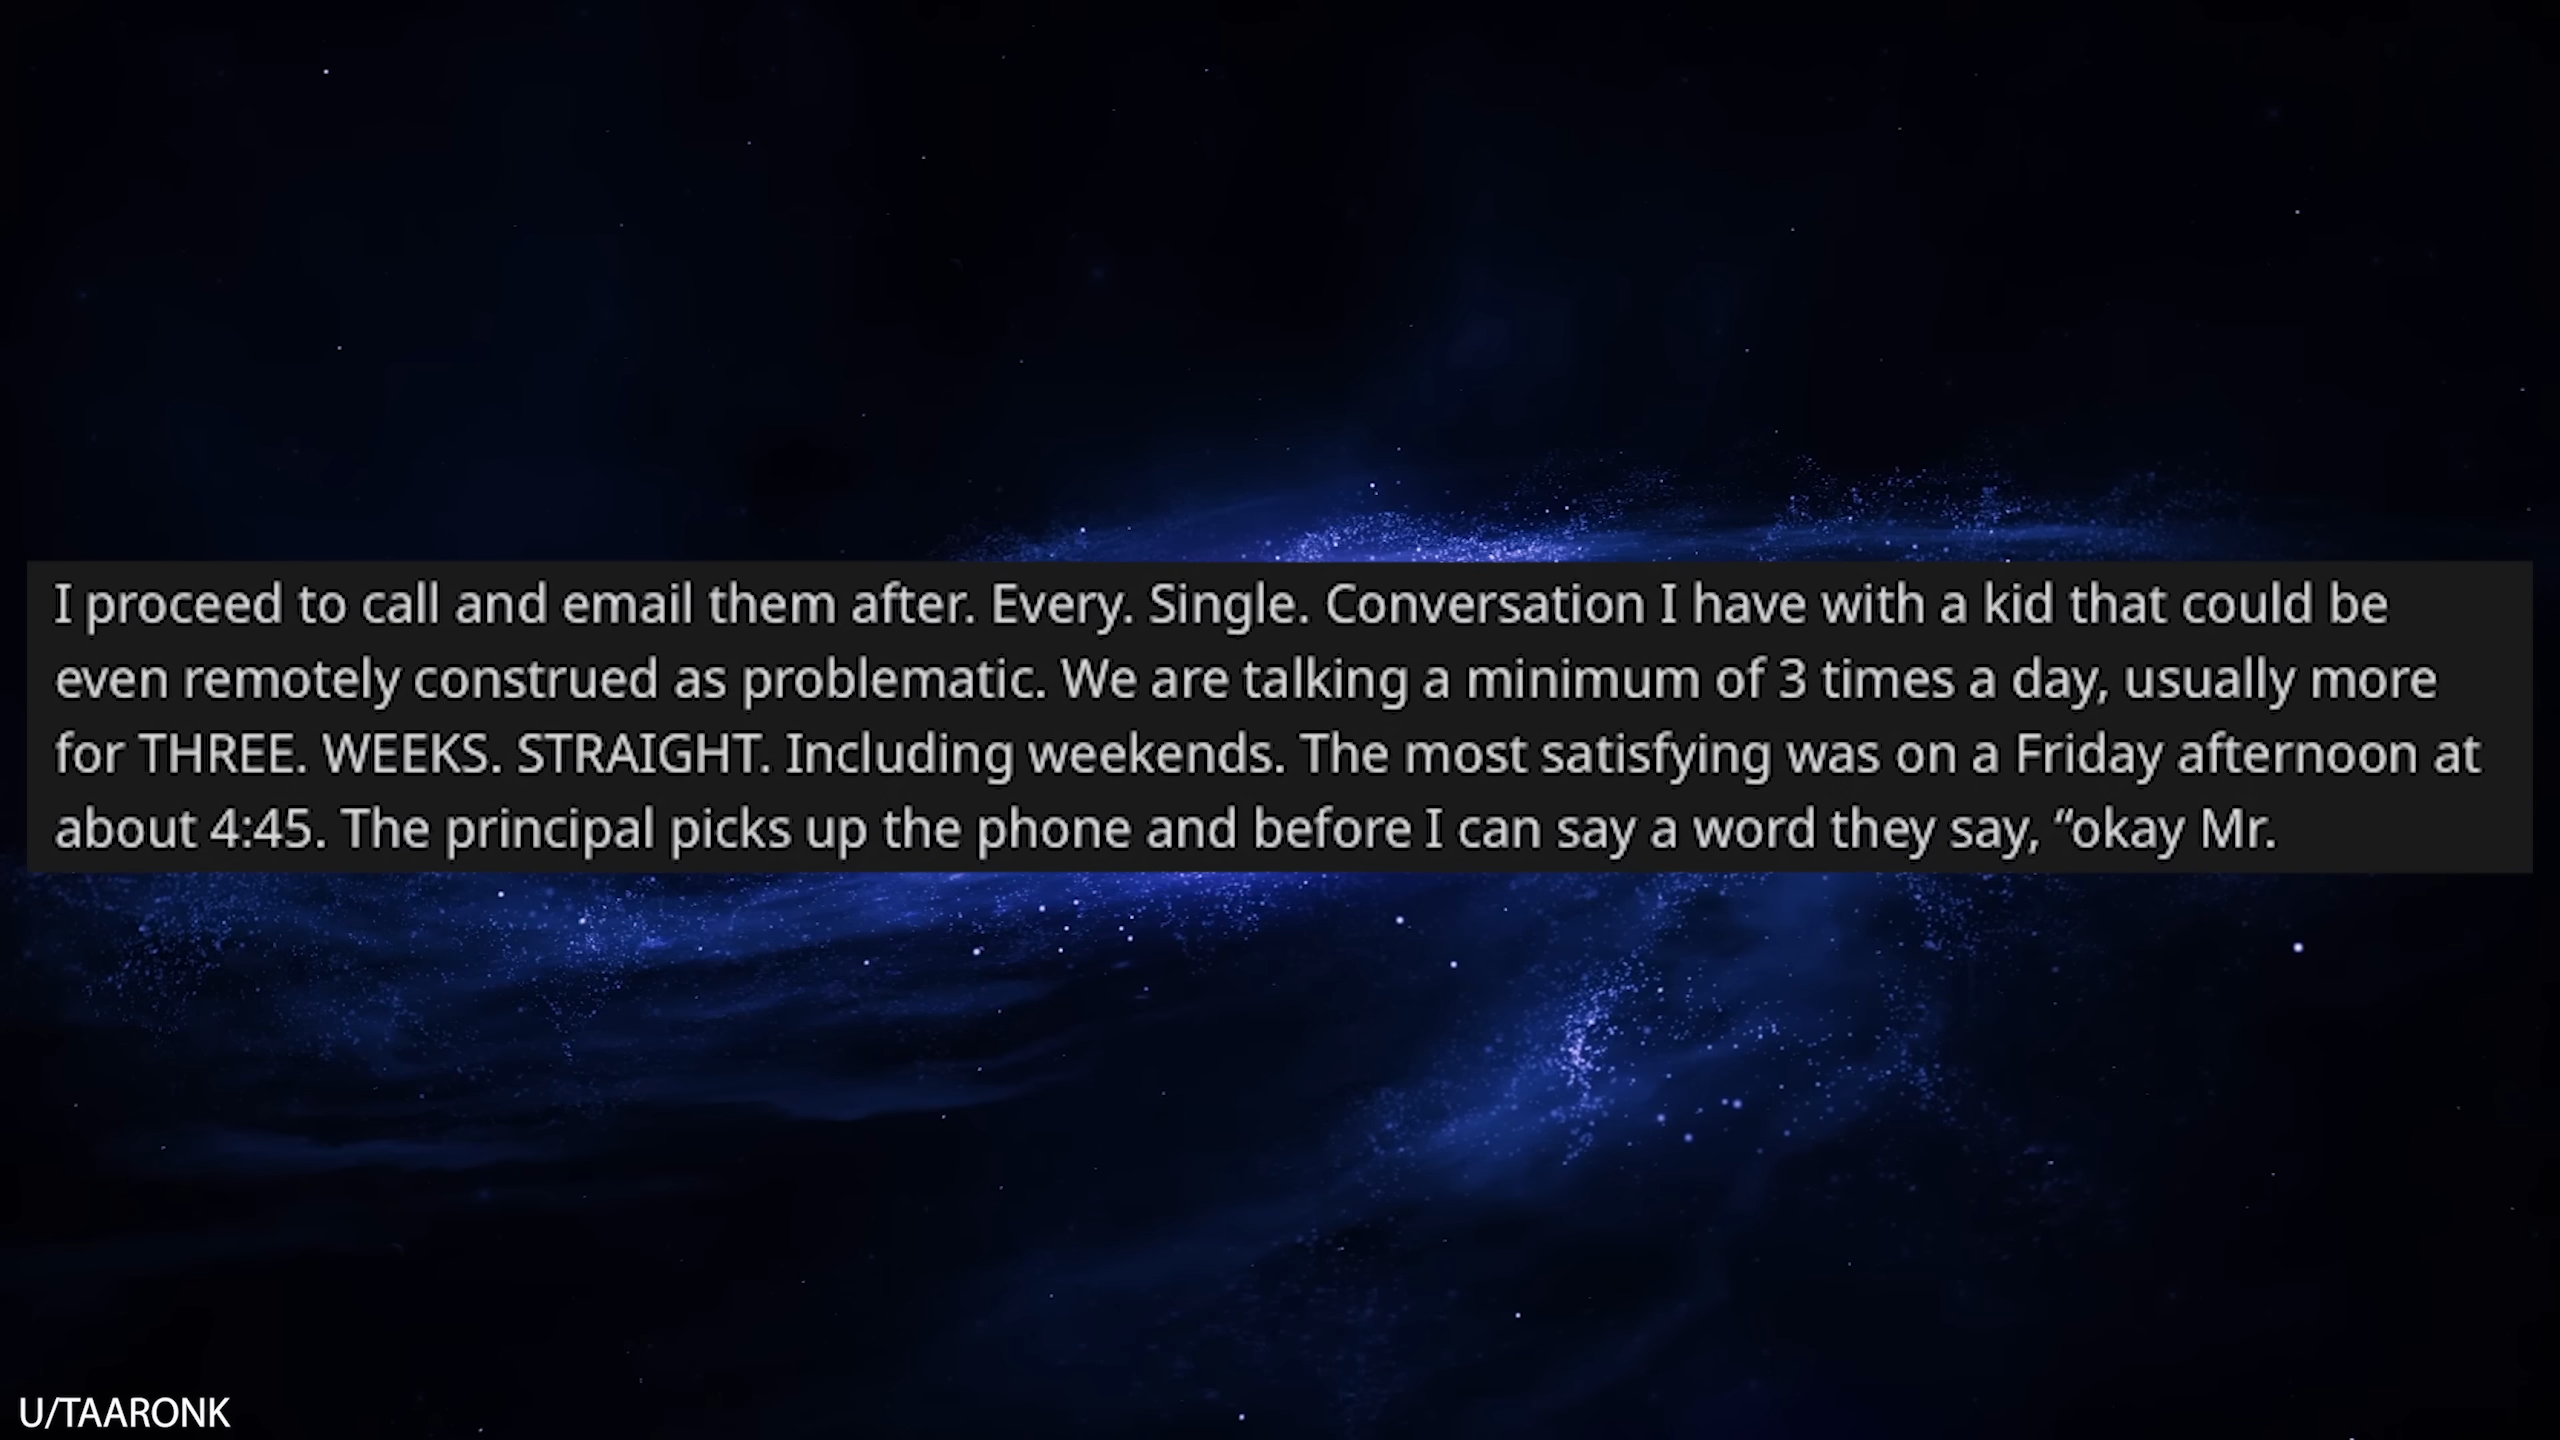 I proceed to call and email them after. Every. Single. Conversation I have with a kid that could be
even remotely construed as problematic. We are talking a minimum of 3 times a day, usually more
for THREE. WEEKS. STRAIGHT. Including weekends. The most satisfying was on a Friday afternoon at
about 4:45. The principal picks up the phone and before I can say a word they say, “okay Mr.
U/TAARONK